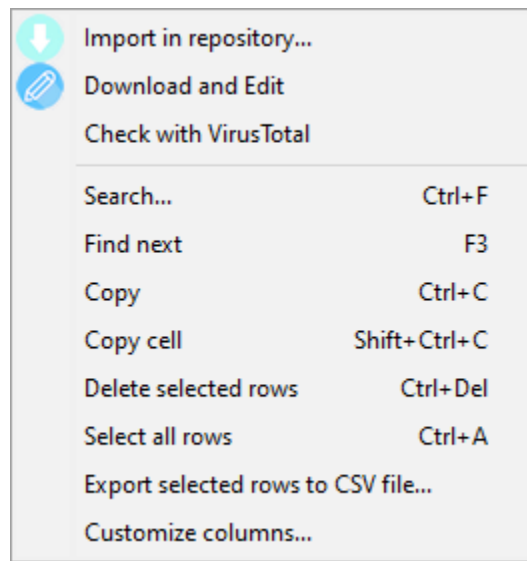 Import in repository...
Download and Edit
Check with VirusTotal
Search... Ctrl+F
Find next F3
Copy Ctrl+C
Copy cell Shift+Ctrl+C
Delete selected rows Ctrl+Del
Select all rows Ctrl+A
Export selected rows to CSV file...
Customize columns...